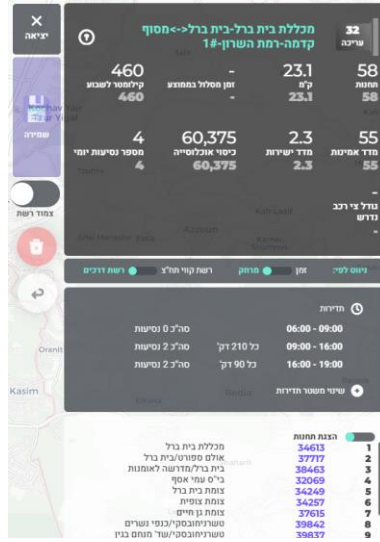 יציאה
32
עריכה
מכללת בית ברל-בית ברל<->מסוף
קדמה-רמת השרון-1#
58
תחנות
58
23.1
ק"מ
23.1
-
זמן מסלול בממוצע
-
460
קילומטר לשבוע
460
55
מדד אמינות
55
2.3
מדד ישירות
2.3
60,375
כיסוי אוכלוסייה
60,375
4
מספר נסיעות יומי
4
-
גודל צי רכב
נדרש
-
שמירה
צמוד רשת
ניווט לפי:
זמן
מרחק
רשת קווי תח"צ
רשת דרכים
תדירות
06:00 - 09:00
סה"כ 0 נסיעות
09:00 - 16:00
כל 210 דק'
סה"כ 2 נסיעות
16:00 - 19:00
כל 90 דק'
סה"כ 2 נסיעות
שינוי משטר תדירות
הצגת תחנות
1 34613 מכללת בית ברל
2 37717 אולם ספורט/בית ברל
3 38463 בית ברל/מדרשה לאומנות
4 32069 בי"ס עמי אסף
5 34249 צומת בית ברל
6 34257 צומת צופית
7 37615 צומת גן חיים
8 39842 טשרניחובסקי/כנפי נשרים
9 39837 טשרניחובסקי/שד' מנחם בגין
Kafr Laqif
Azzun
Oranit
Kasim